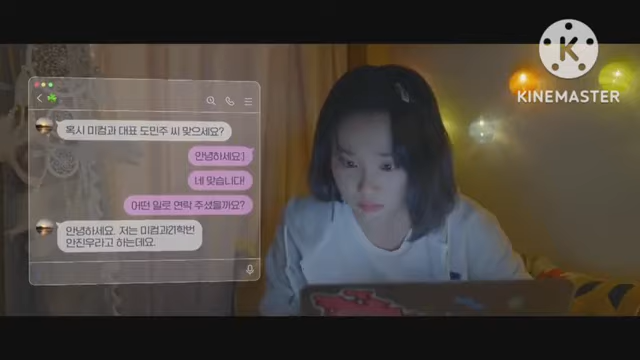 KINEMASTER
혹시 미컴과 대표 도민주 씨 맞으세요?
안녕하세요:)
네 맞습니다!
어떤 일로 연락 주셨을까요?
안녕하세요. 저는 미컴과21학번
안진우라고 하는데요.